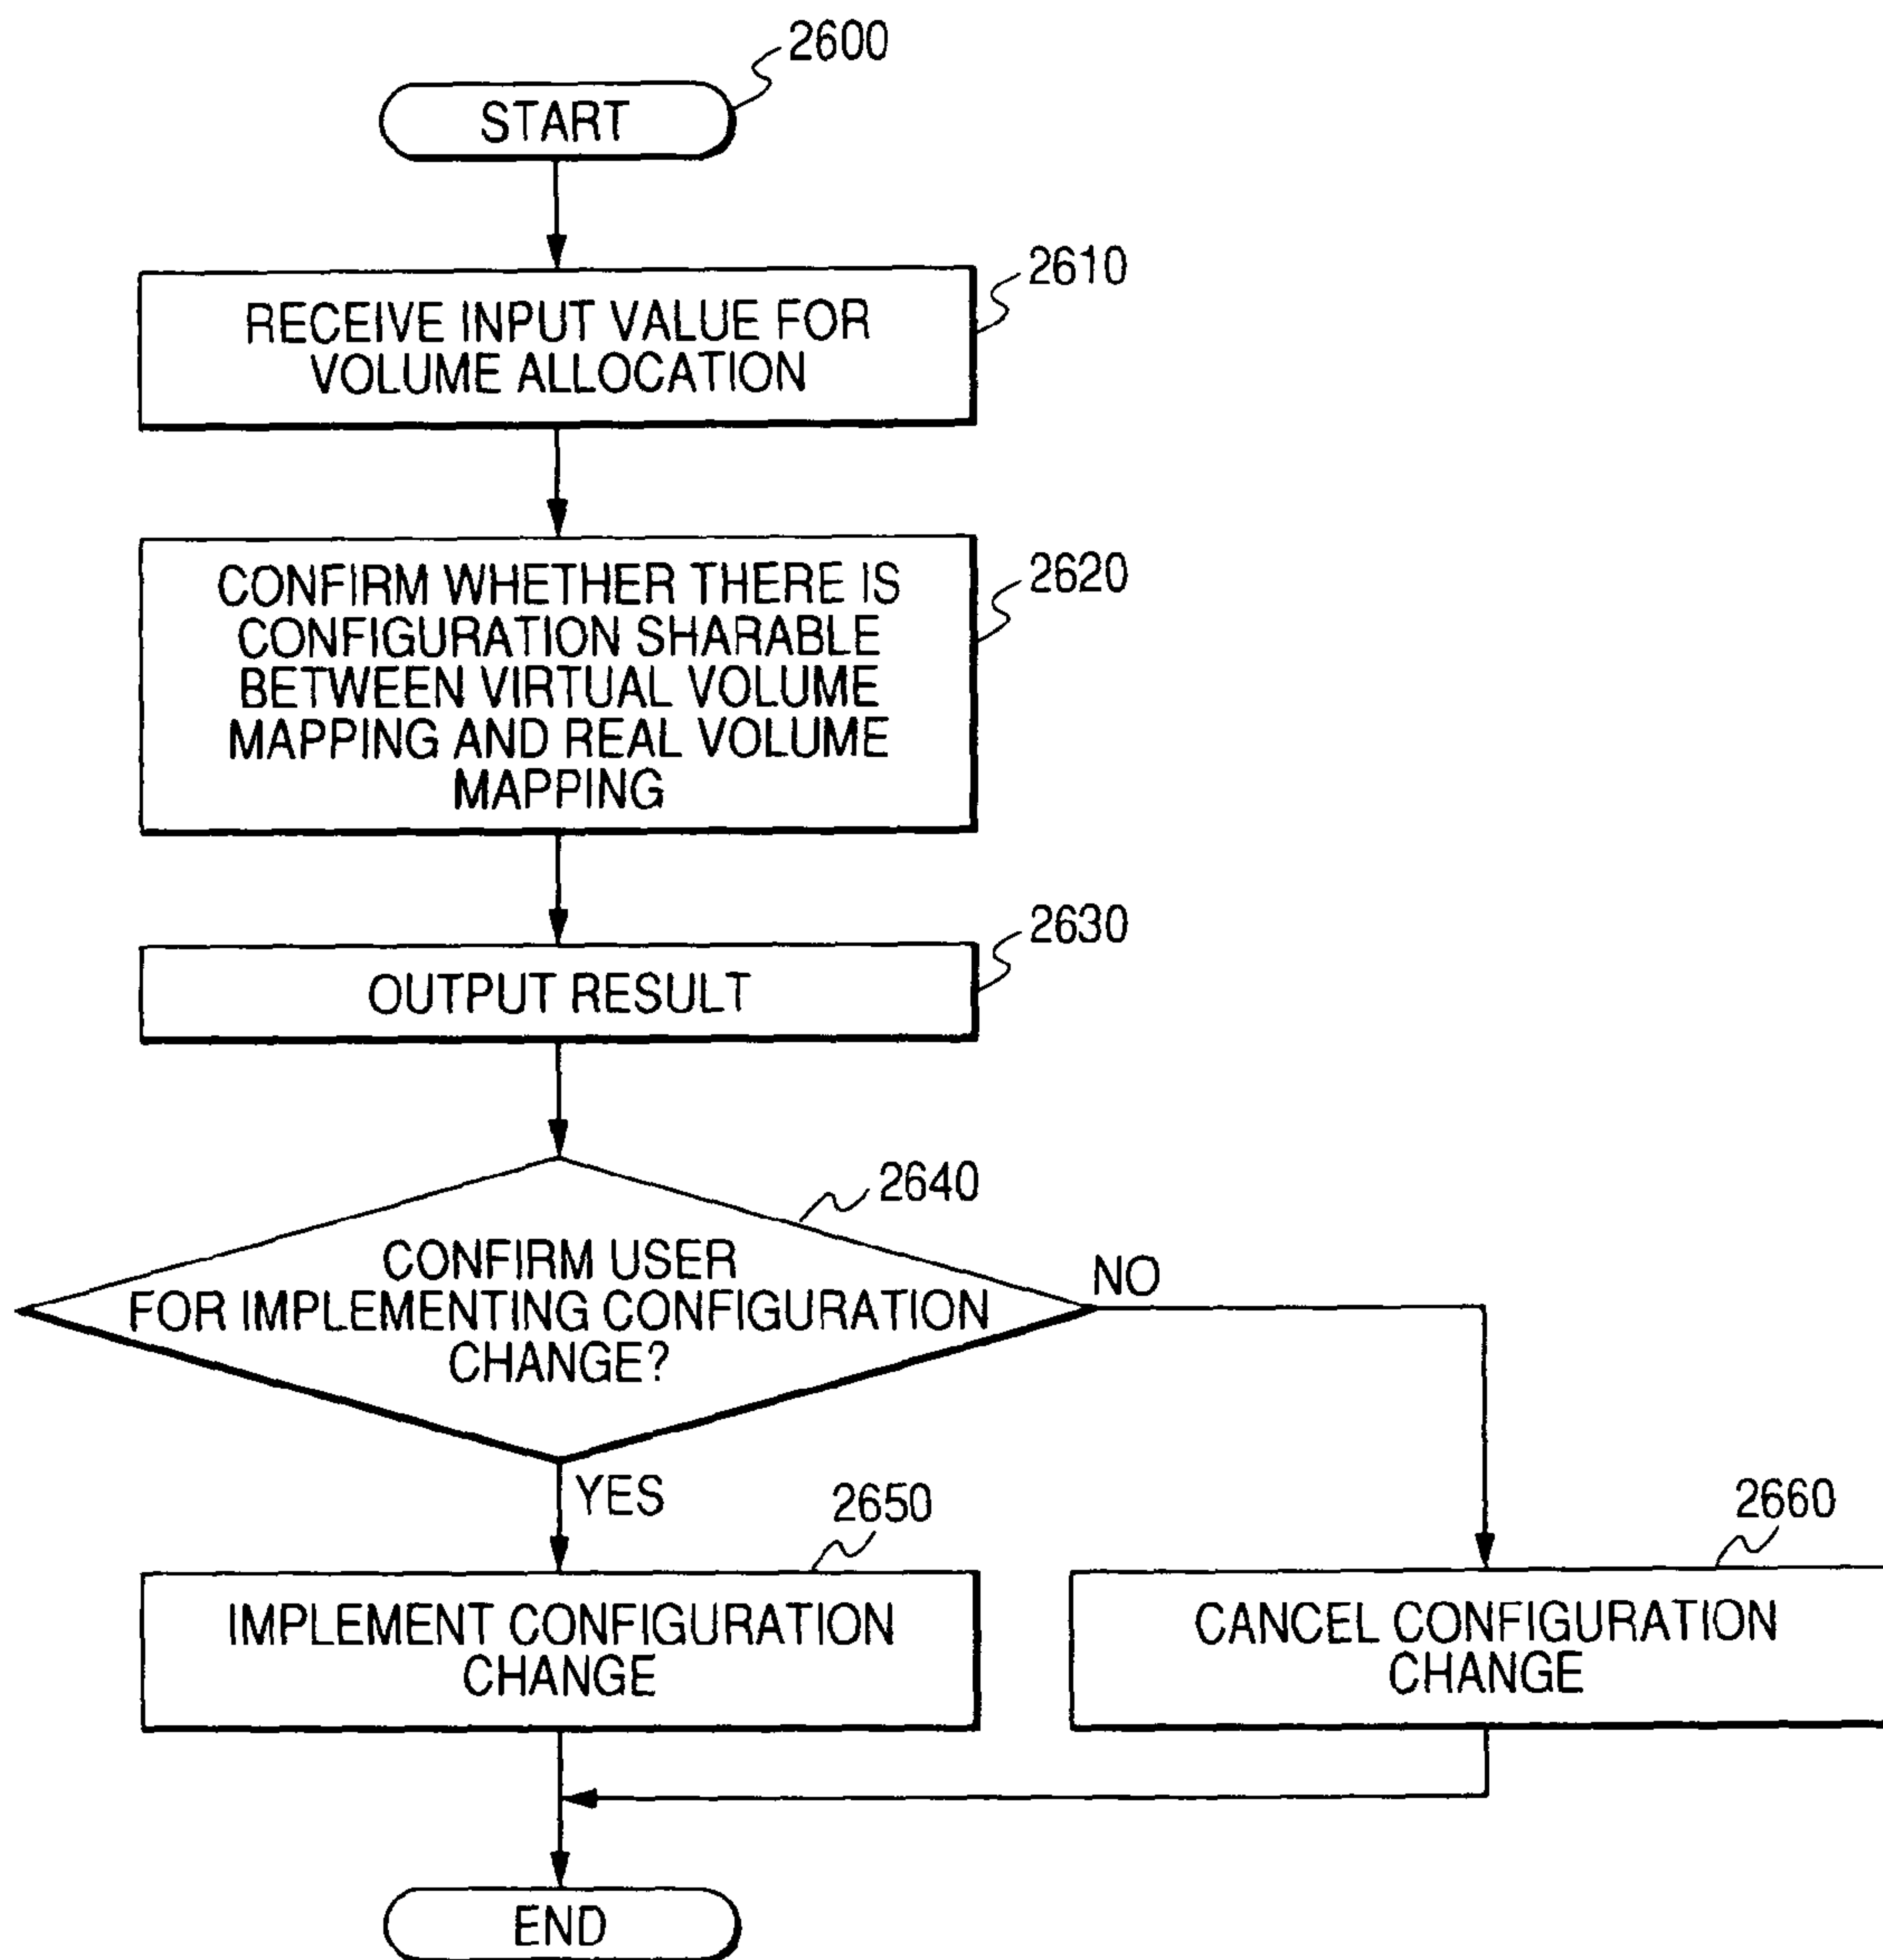 2600
START
2610
RECEIVE INPUT VALUE FOR
VOLUME ALLOCATION
2620
CONFIRM WHETHER THERE IS
CONFIGURATION SHARABLE
BETWEEN VIRTUAL VOLUME
MAPPING AND REAL VOLUME
MAPPING
2630
OUTPUT RESULT
2640
CONFIRM USER
FOR IMPLEMENTING CONFIGURATION
CHANGE?
NO
YES
2650
IMPLEMENT CONFIGURATION
CHANGE
2660
CANCEL CONFIGURATION
CHANGE
END